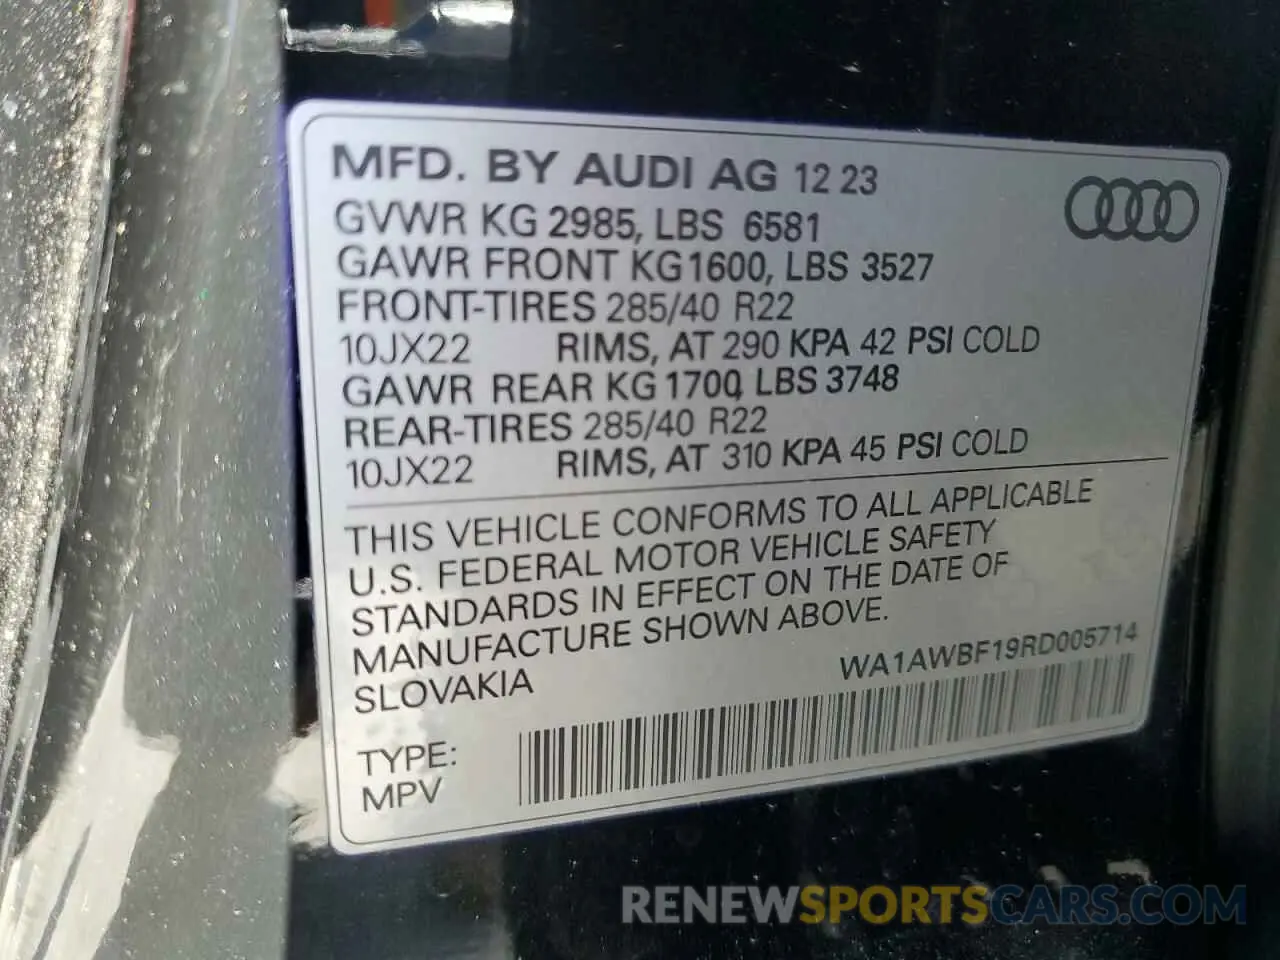 MFD. BY AUDI AG 12 23
GVWR KG 2985, LBS 6581
GAWR FRONT KG 1600, LBS 3527
FRONT-TIRES 285/40 R22
10JX22 RIMS, AT 290 KPA 42 PSI COLD
GAWR REAR KG 1700, LBS 3748
REAR-TIRES 285/40 R22
10JX22 RIMS, AT 310 KPA 45 PSI COLD
THIS VEHICLE CONFORMS TO ALL APPLICABLE
U.S. FEDERAL MOTOR VEHICLE SAFETY
STANDARDS IN EFFECT ON THE DATE OF
MANUFACTURE SHOWN ABOVE.
SLOVAKIA
WA1AWBF19RD005714
TYPE:
MPV
RENEWSPORTSCARS.COM